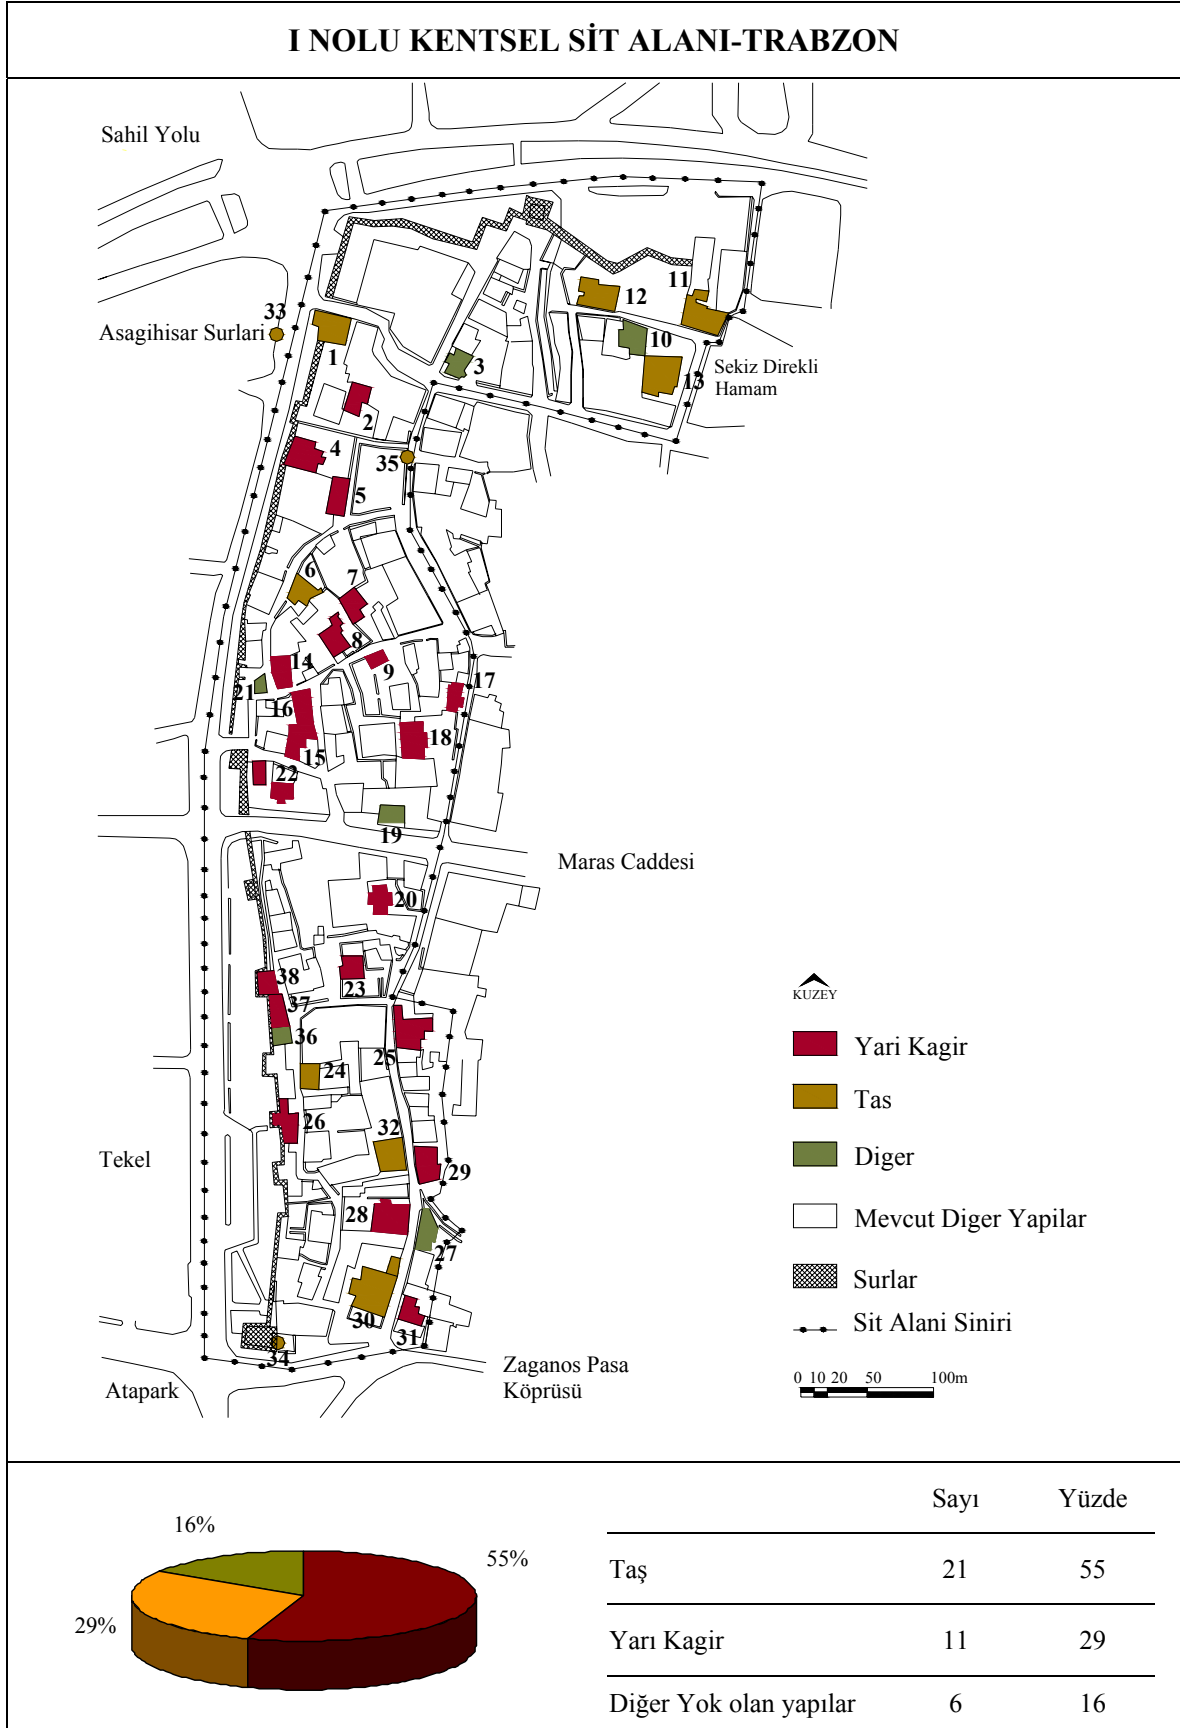 I NOLU KENTSEL SİT ALANI-TRABZON
Sahil Yolu
11
12
33
Asagihisar Surlari
1
10
3
Sekiz Direkli
Hamam
13
2
4
35
5
6
7
8
9
14
17
21
16
18
15
22
19
Maras Caddesi
20
38
23
37
KUZEY
36
Yari Kagir
25
24
Tas
26
32
Tekel
Diger
29
28
Mevcut Diger Yapilar
27
Surlar
30
Sit Alani Siniri
31
34
Zaganos Pasa
Köprüsü
Atapark
0 10 20 50 100m
Sayı Yüzde
16%
55%
29%
Taş 21 55
Yarı Kagir 11 29
Diğer Yok olan yapılar 6 16